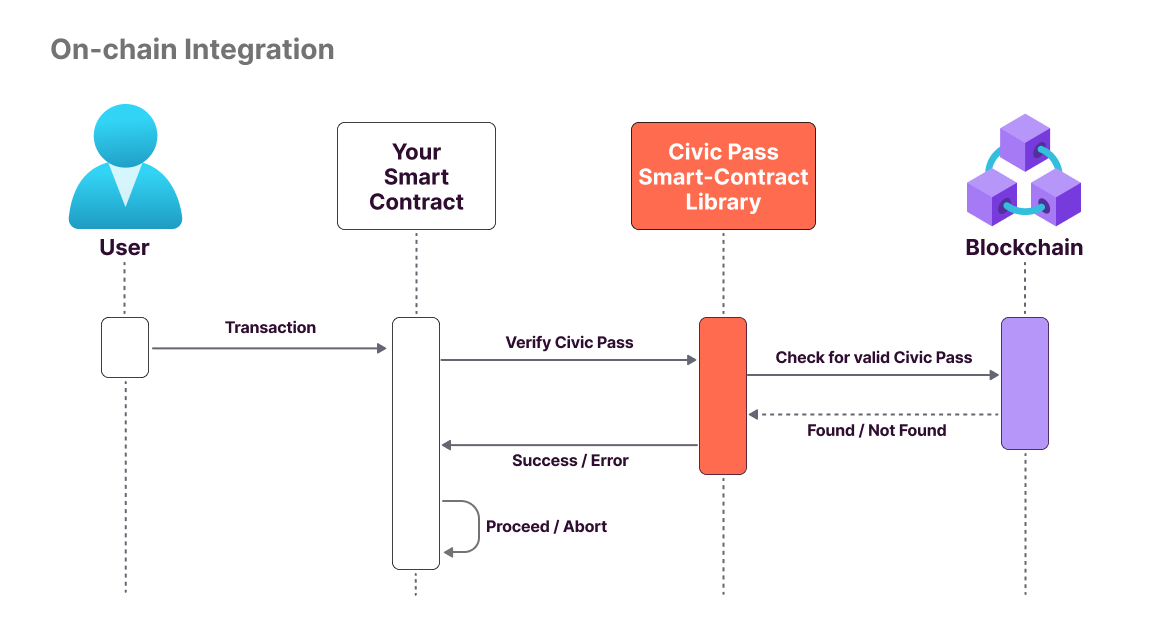 On-chain Integration
Your
Smart
Contract
Civic Pass
Smart-Contract
Library
User
Blockchain
Transaction
Verify Civic Pass
Check for valid Civic Pass
Found / Not Found
Success / Error
Proceed / Abort